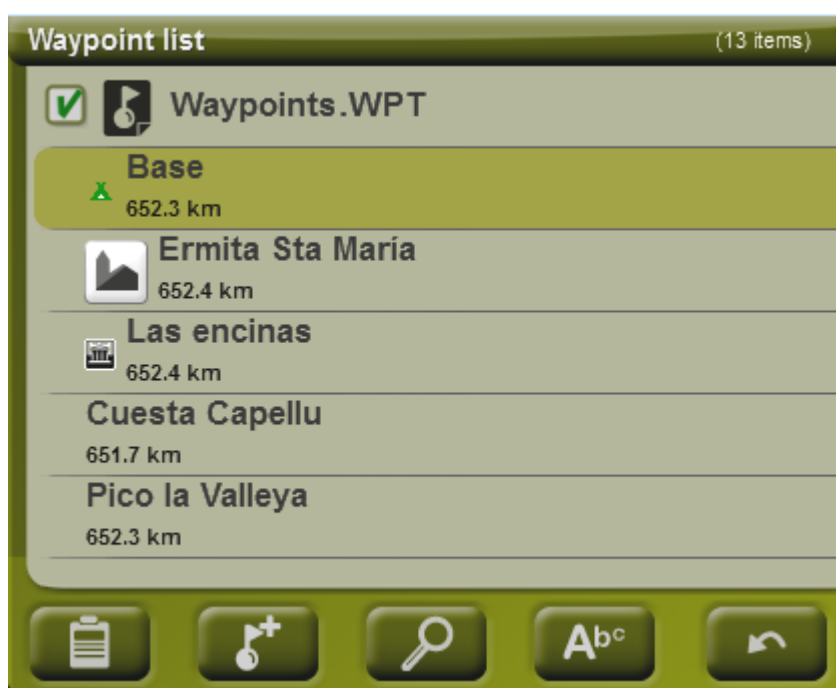 Waypoint list (13 items)
Waypoints.WPT
Base
652.3 km
Ermita Sta María
652.4 km
Las encinas
652.4 km
Cuesta Capellu
651.7 km
Pico la Valleya
652.3 km
Abc